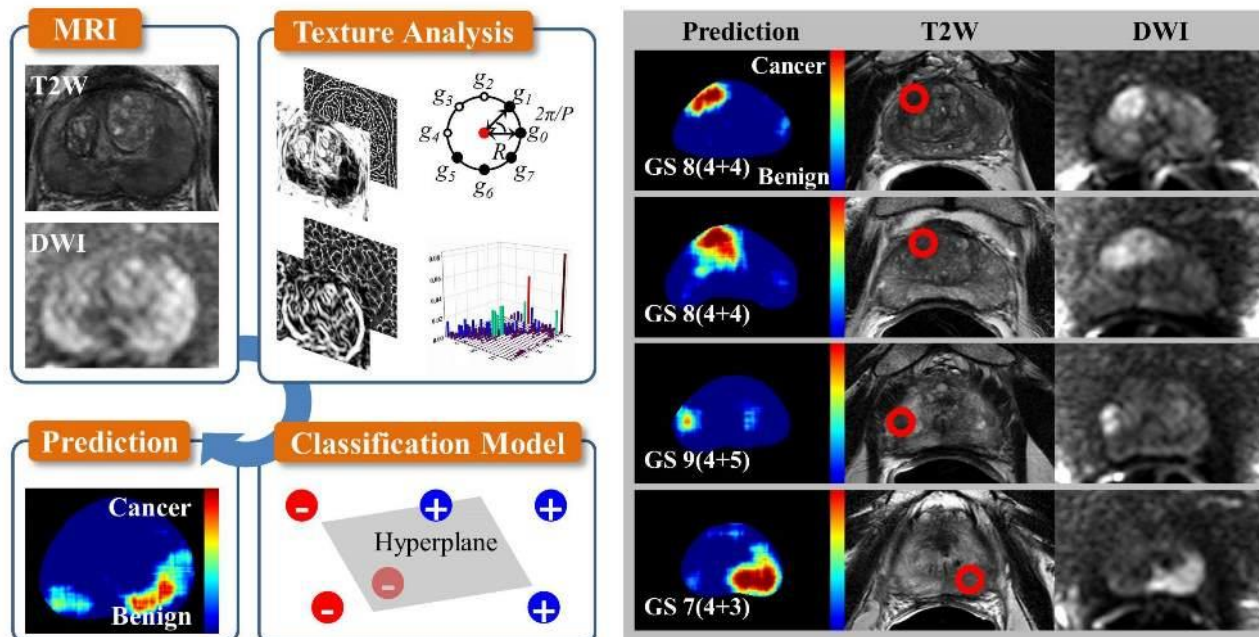 MRI
T2W
DWI
Texture Analysis
g2
g3
g1
2π/P
g4
g0
R
g5
g7
g6
Prediction
Cancer
Benign
Classification Model
-
+
+
Hyperplane
-
-
+
Prediction
T2W
DWI
Cancer
GS 8(4+4)
Benign
GS 8(4+4)
GS 9(4+5)
GS 7(4+3)